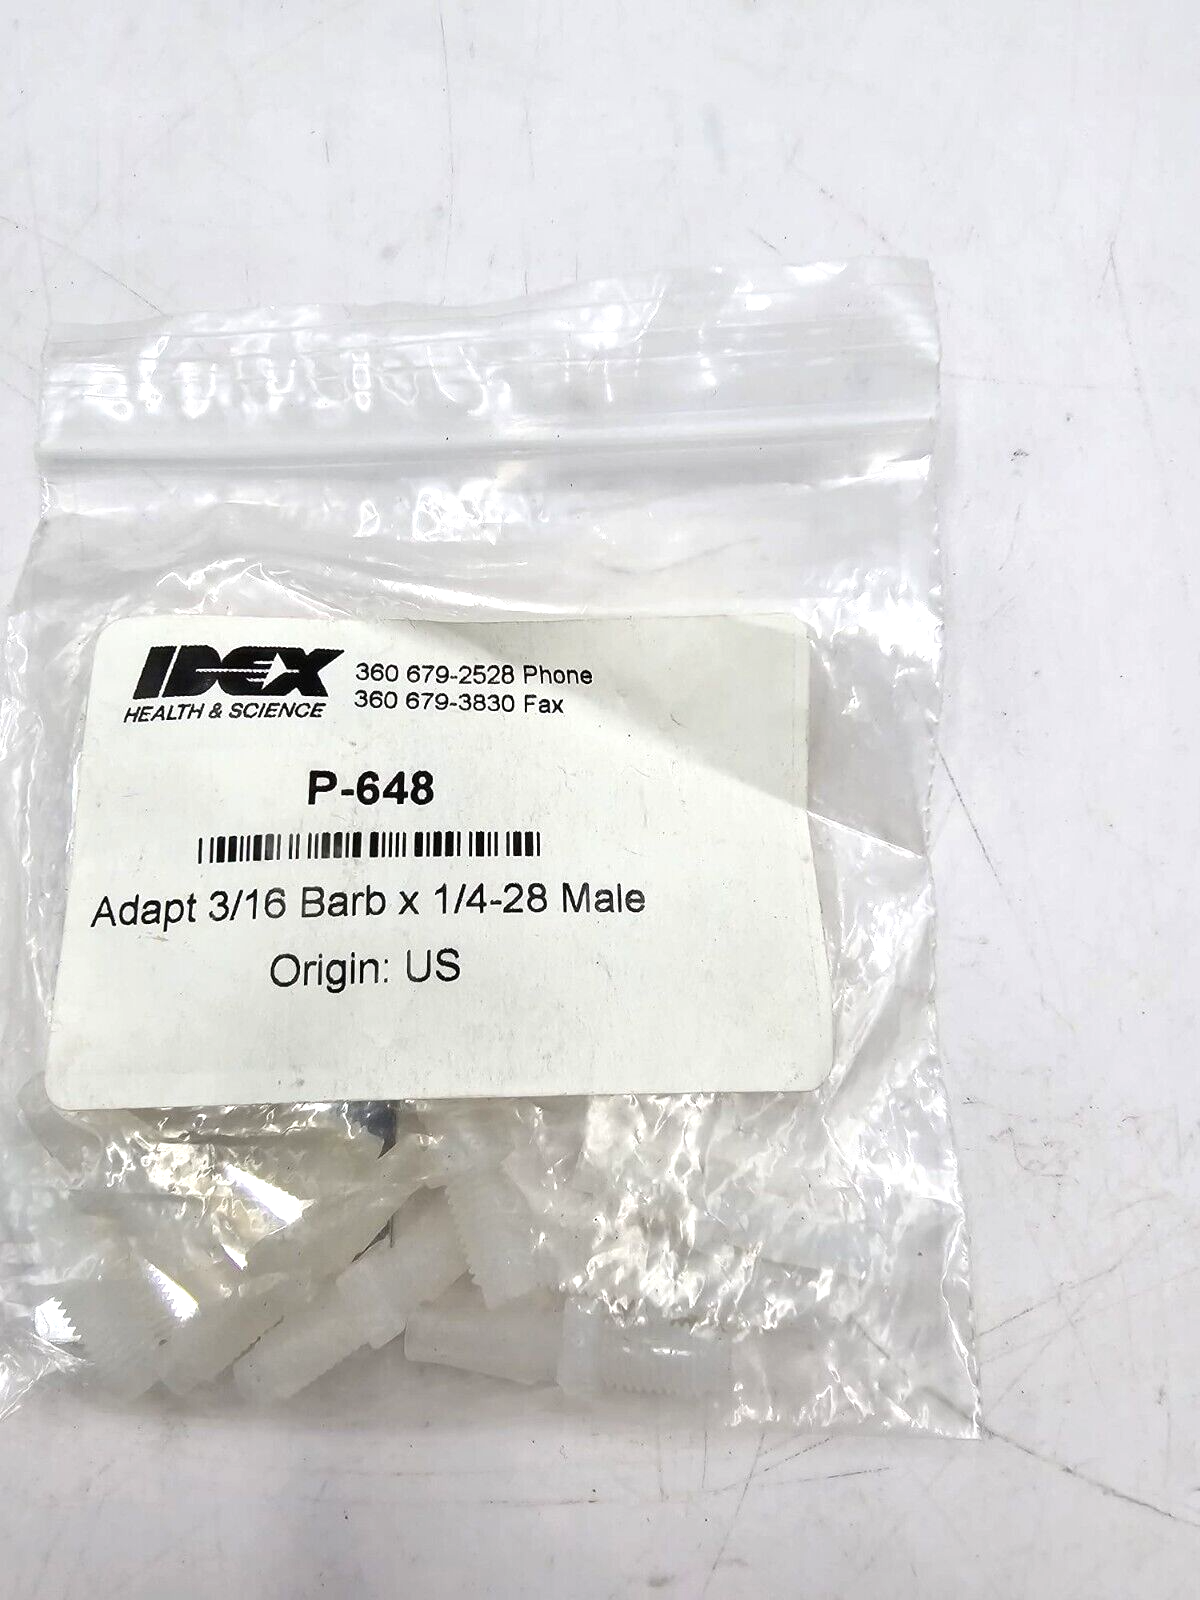 IDEX
HEALTH & SCIENCE
360 679-2528 Phone
360 679-3830 Fax
P-648
Adapt 3/16 Barb x 1/4-28 Male
Origin: US